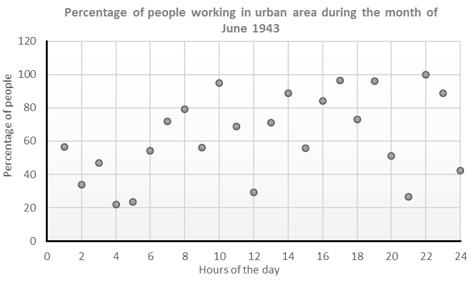 Percentage of people working in urban area during the month of
June 1943
Percentage of people
120
100
80
60
40
20
0
0 2 4 6 8 10 12 14 16 18 20 22 24
Hours of the day